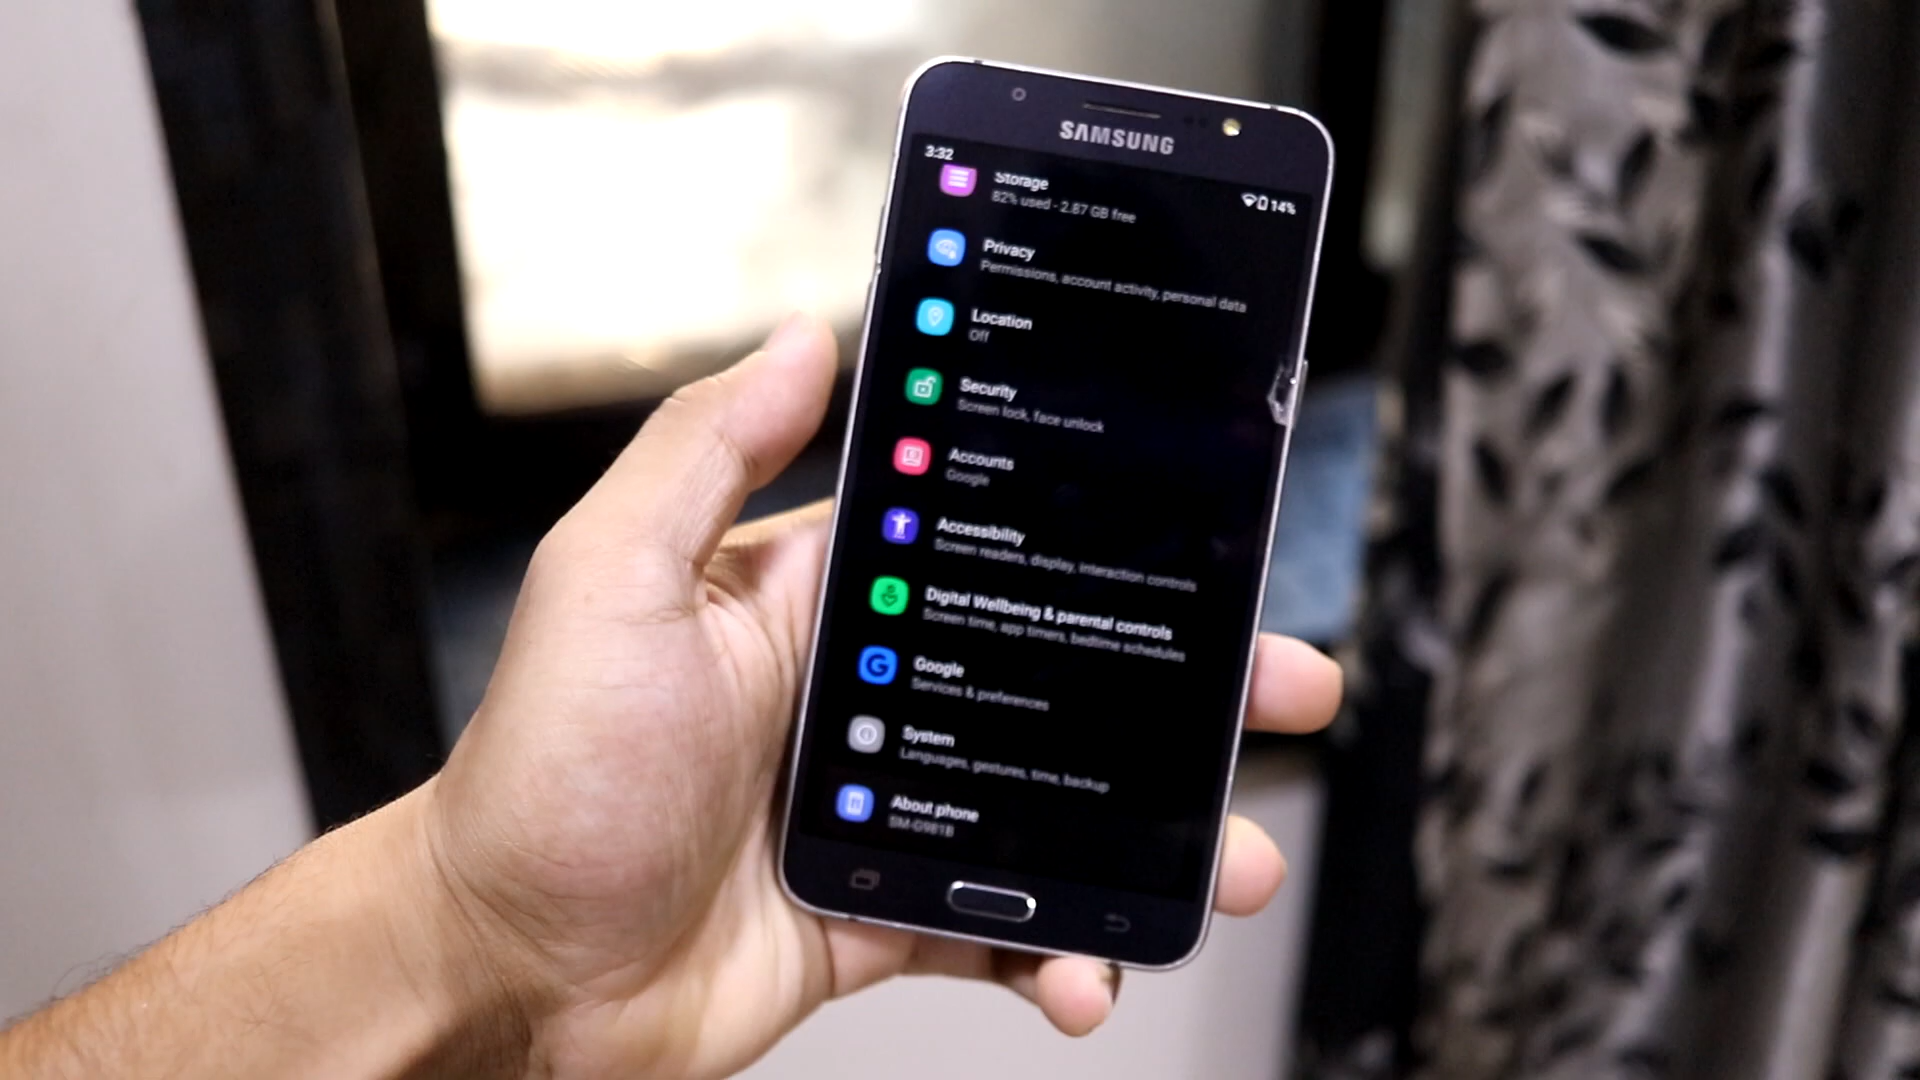 SAMSUNG
3:32
14%
Storage
82% used - 2.87 GB free
Privacy
Permissions, account activity, personal data
Location
Off
Security
Screen lock, face unlock
Accounts
Google
Accessibility
Screen readers, display, interaction controls
Digital Wellbeing & parental controls
Screen time, app timers, bedtime schedules
G
Google
Services & preferences
System
Languages, gestures, time, backup
About phone
SM-G981B